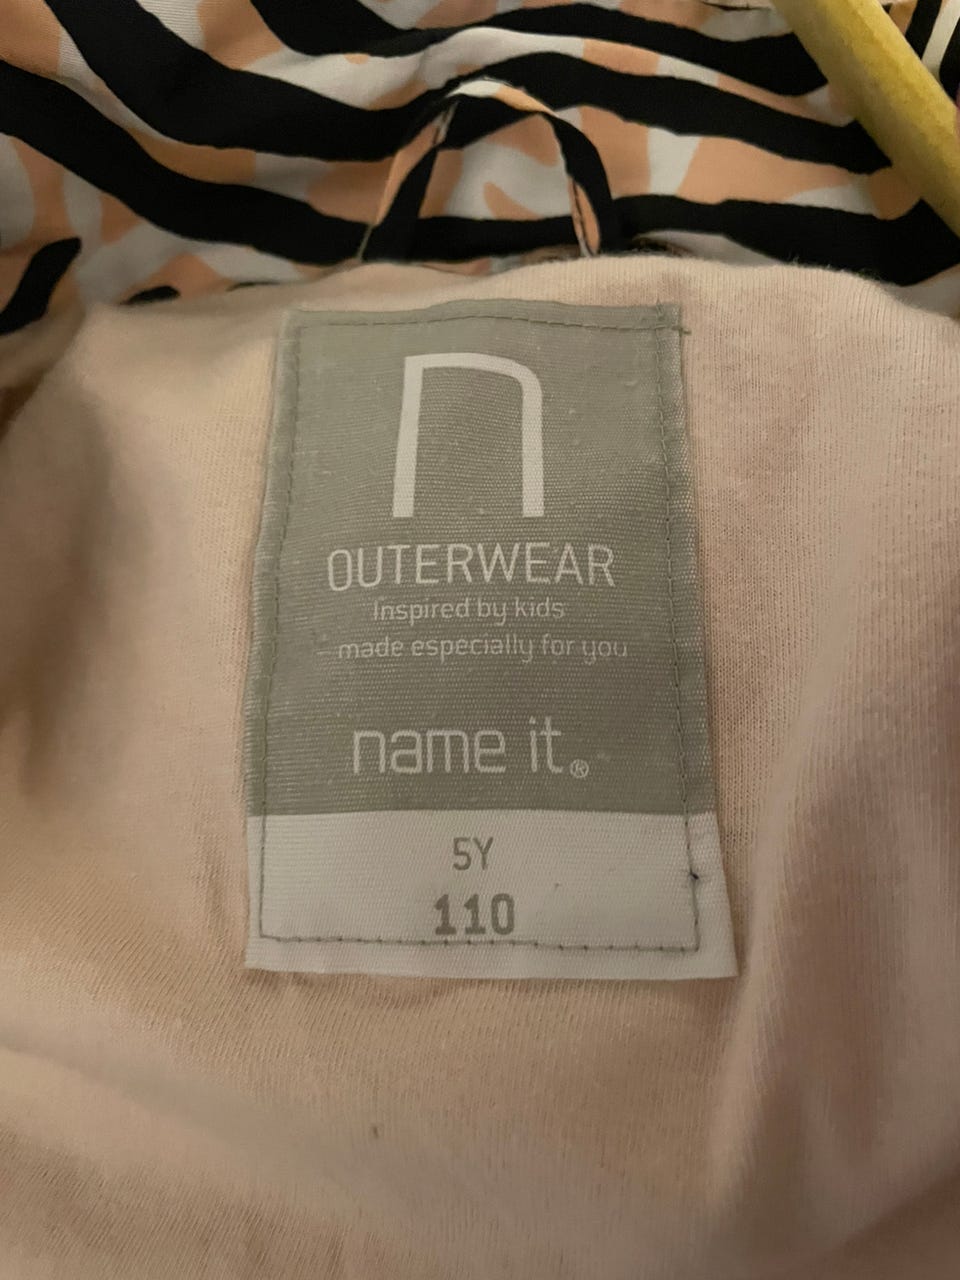 n
OUTERWEAR
Inspired by kids
made especially for you
name it®
5Y
110